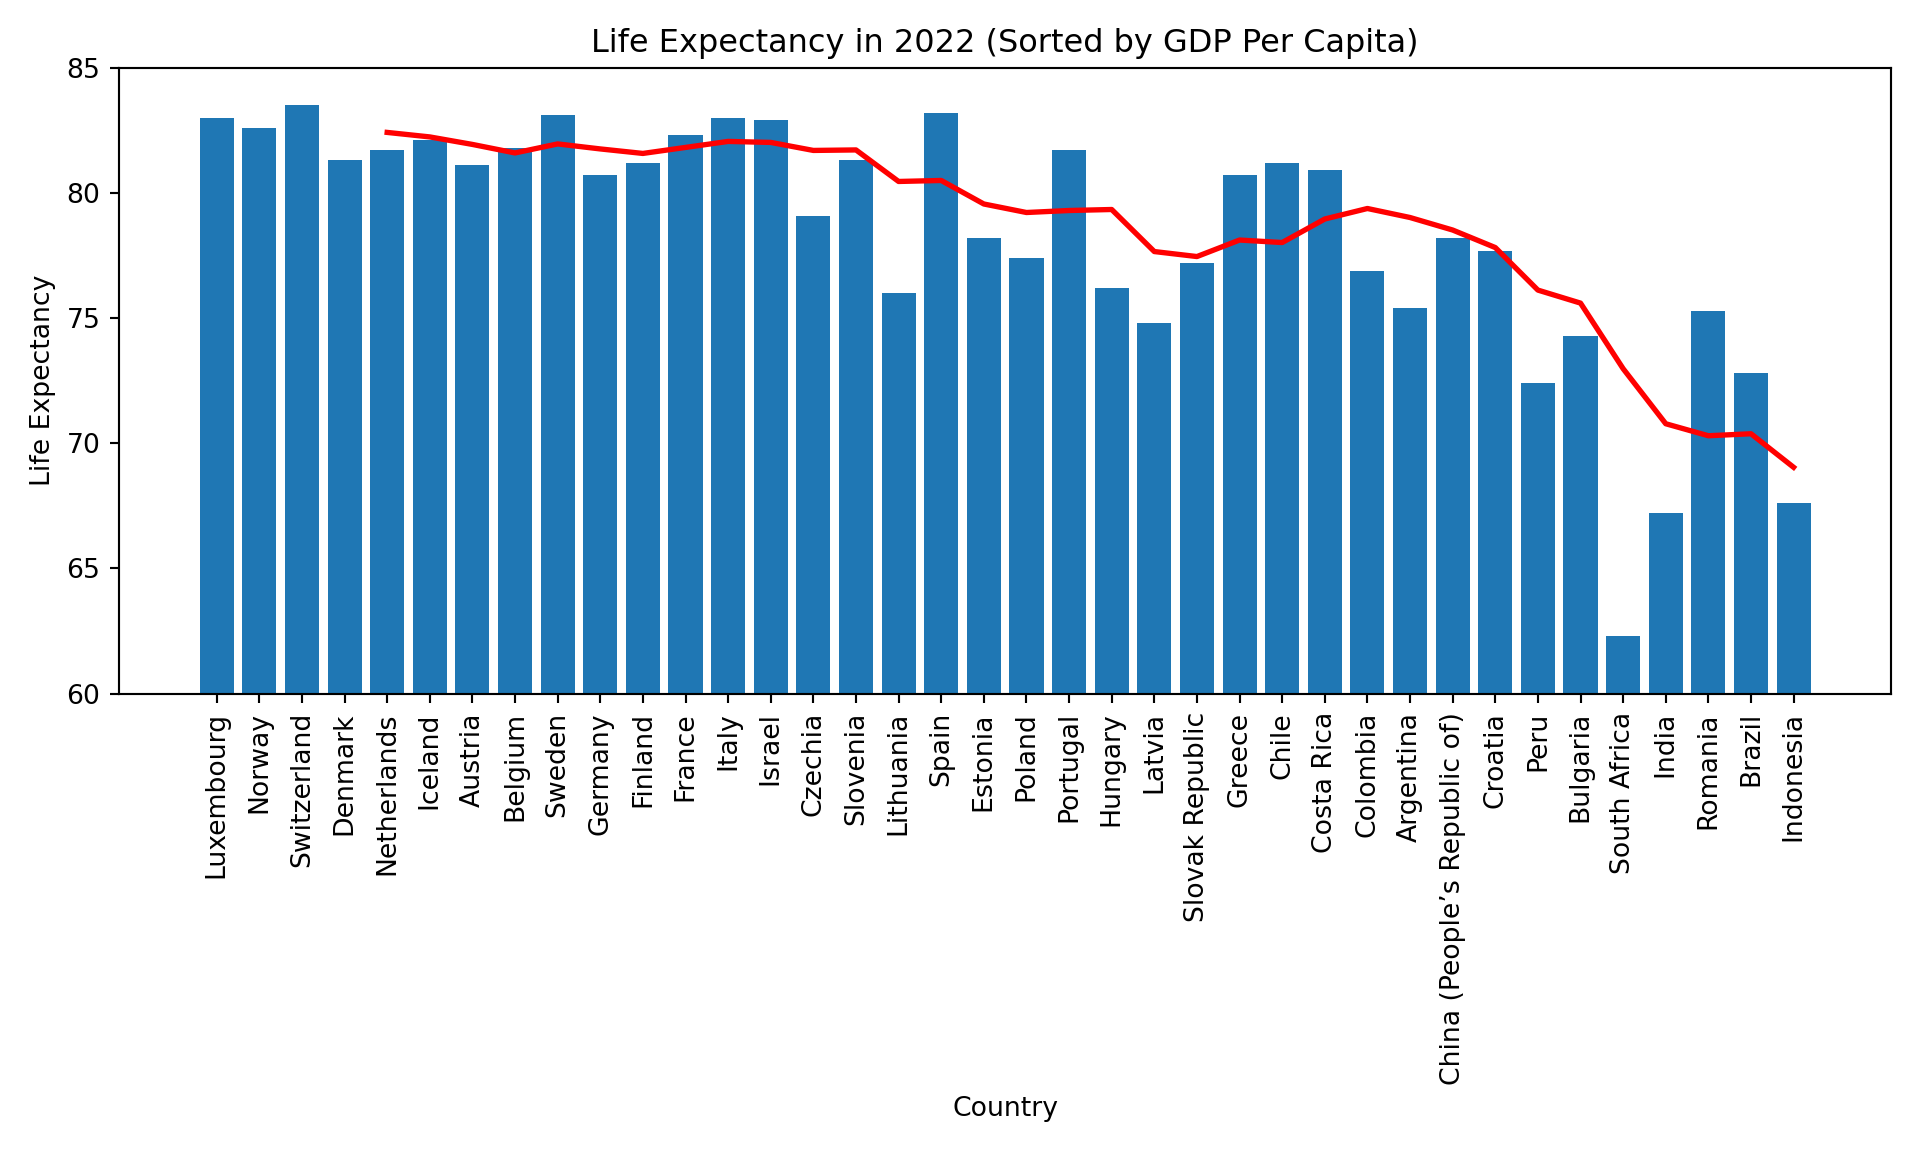 Life Expectancy in 2022 (Sorted by GDP Per Capita)
85
80
75
70
65
60
Life Expectancy
Luxembourg
Norway
Switzerland
Denmark
Netherlands
Iceland
Austria
Belgium
Sweden
Germany
Finland
France
Italy
Israel
Czechia
Slovenia
Lithuania
Spain
Estonia
Poland
Portugal
Hungary
Latvia
Slovak Republic
Greece
Chile
Costa Rica
Colombia
Argentina
China (People’s Republic of)
Croatia
Peru
Bulgaria
South Africa
India
Romania
Brazil
Indonesia
Country